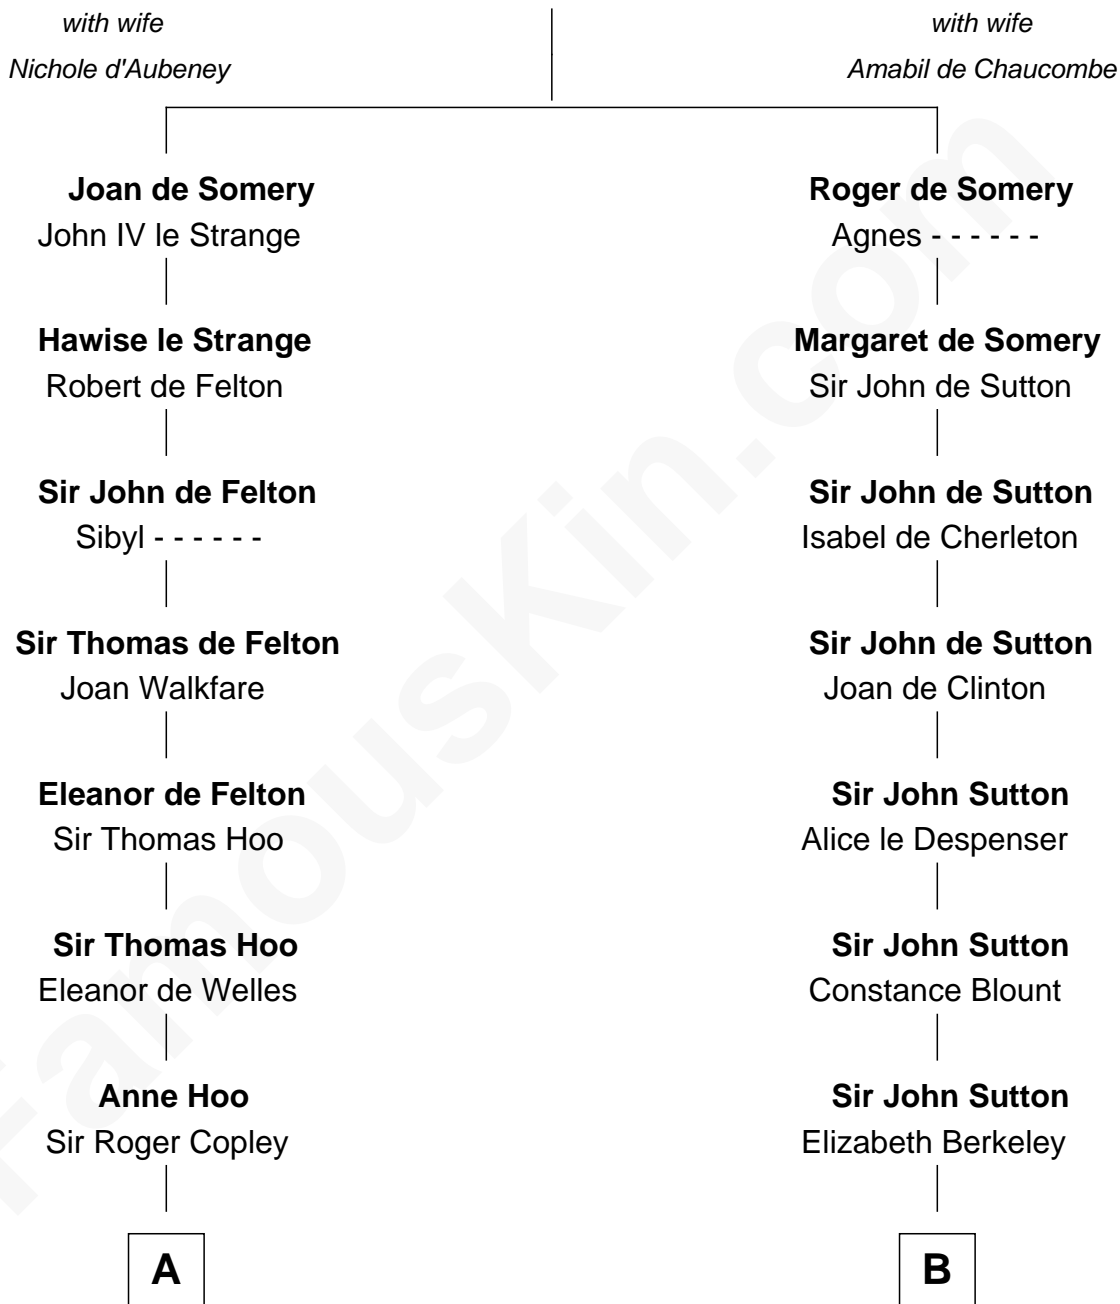 with wife
Nichole d'Aubeney
with wife
Amabil de Chaucombe
Joan de Somery
John IV le Strange
Roger de Somery
Agnes - - - - - -
Hawise le Strange
Robert de Felton
Margaret de Somery
Sir John de Sutton
Sir John de Felton
Sibyl - - - - - -
Sir John de Sutton
Isabel de Cherleton
Sir Thomas de Felton
Joan Walkfare
Sir John de Sutton
Joan de Clinton
Eleanor de Felton
Sir Thomas Hoo
Sir John Sutton
Alice le Despenser
Sir Thomas Hoo
Eleanor de Welles
Sir John Sutton
Constance Blount
Anne Hoo
Sir Roger Copley
Sir John Sutton
Elizabeth Berkeley
A
B
FamousKin.com